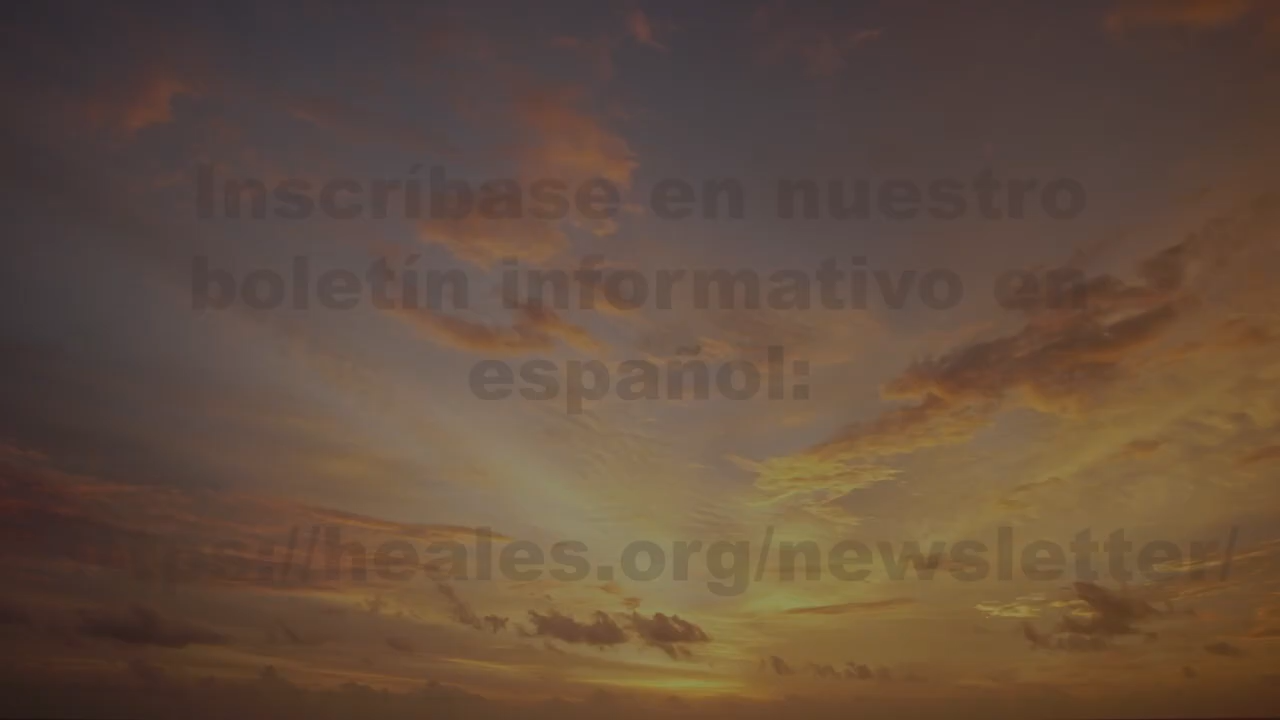 Inscríbase en nuestro
boletín informativo en
español:
https://heales.org/newsletter/